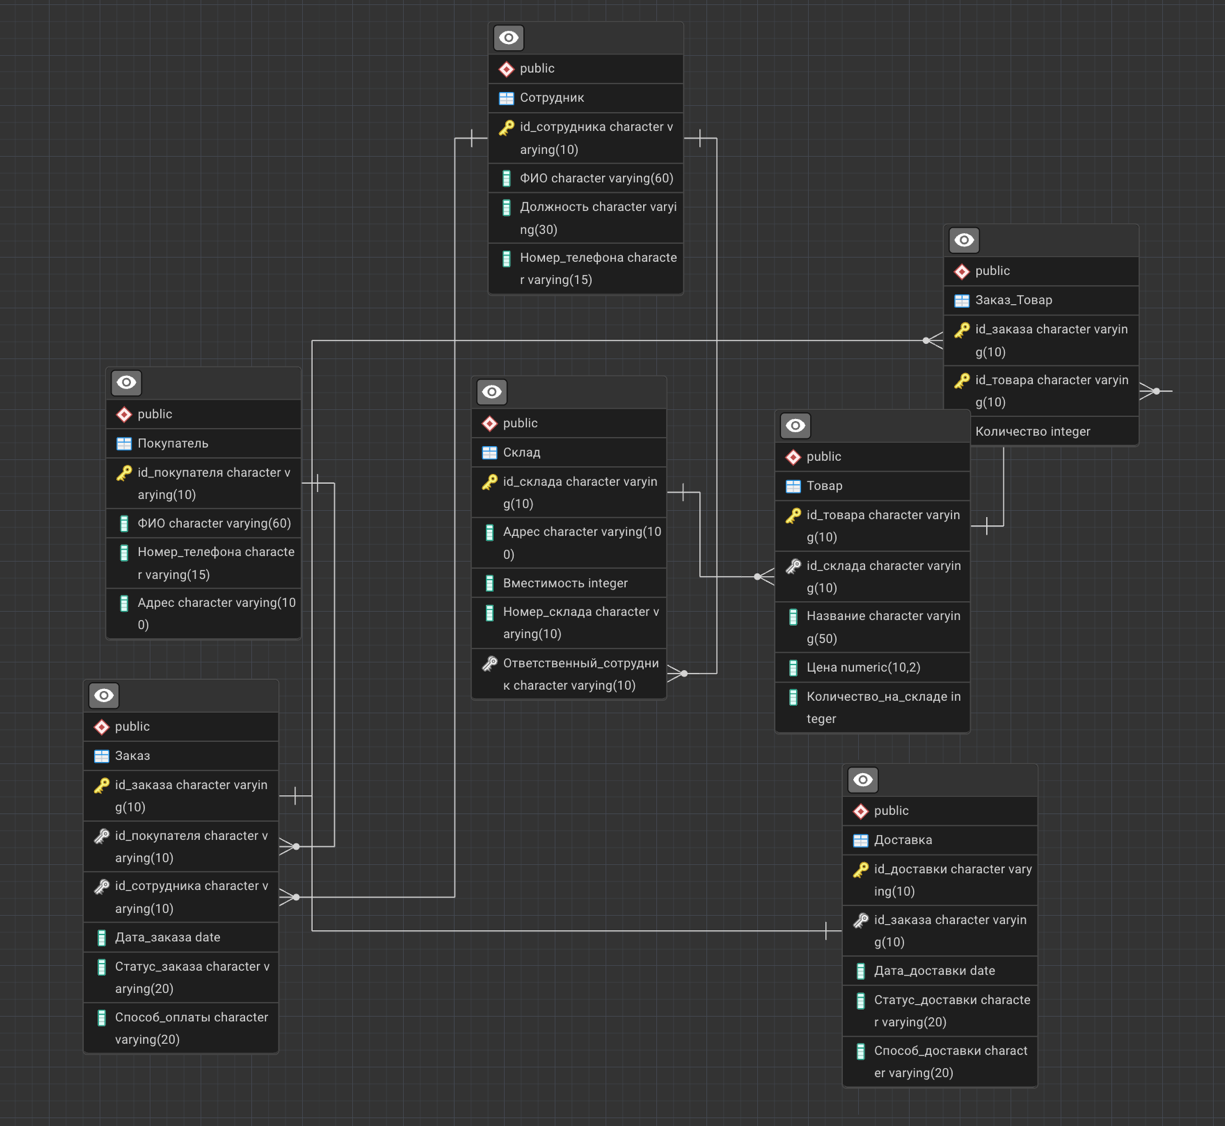 public
Сотрудник
id_сотрудника character v
arying(10)
ФИО character varying(60)
Должность character varyi
ng(30)
Номер_телефона characte
r varying(15)
public
Заказ_Товар
id_заказа character varyin
g(10)
id_товара character varyin
g(10)
Количество integer
public
Покупатель
id_покупателя character v
arying(10)
ФИО character varying(60)
Номер_телефона characte
r varying(15)
Адрес character varying(10
0)
public
Склад
id_склада character varyin
g(10)
Адрес character varying(10
0)
Вместимость integer
Номер_склада character v
arying(10)
Ответственный_сотрудни
к character varying(10)
public
Товар
id_товара character varyin
g(10)
id_склада character varyin
g(10)
Название character varyin
g(50)
Цена numeric(10,2)
Количество_на_складе in
teger
public
Заказ
id_заказа character varyin
g(10)
id_покупателя character v
arying(10)
id_сотрудника character v
arying(10)
Дата_заказа date
Статус_заказа character v
arying(20)
Способ_оплаты character
varying(20)
public
Доставка
id_доставки character vary
ing(10)
id_заказа character varyin
g(10)
Дата_доставки date
Статус_доставки characte
r varying(20)
Способ_доставки charact
er varying(20)